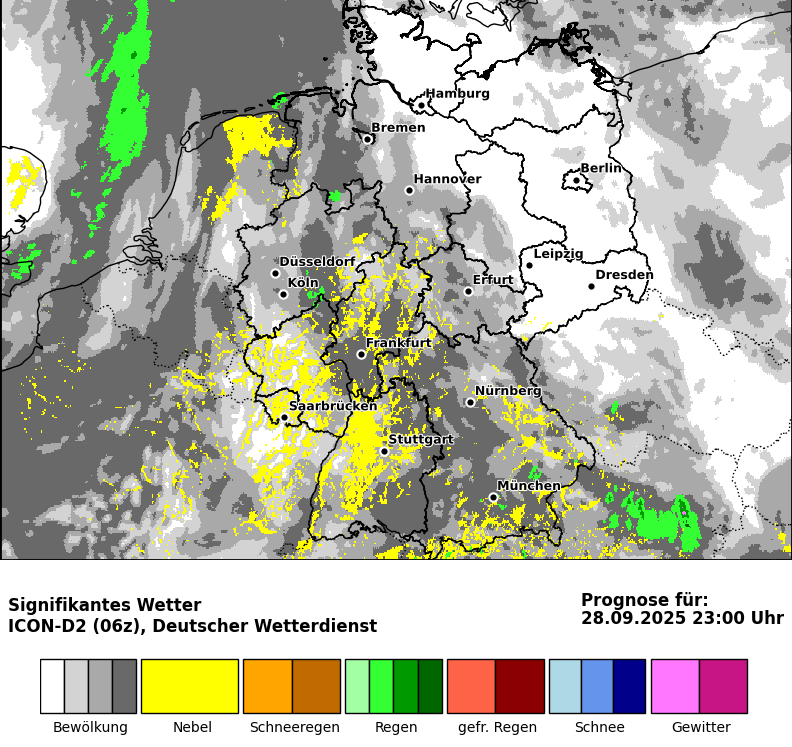 Hamburg
Bremen
Berlin
Hannover
Leipzig
Düsseldorf
Dresden
Köln
Erfurt
Frankfurt
Nürnberg
Saarbrücken
Stuttgart
München
Signifikantes Wetter
ICON-D2 (06z), Deutscher Wetterdienst
Prognose für:
28.09.2025 23:00 Uhr
Bewölkung Nebel Schneeregen Regen gefr. Regen Schnee Gewitter